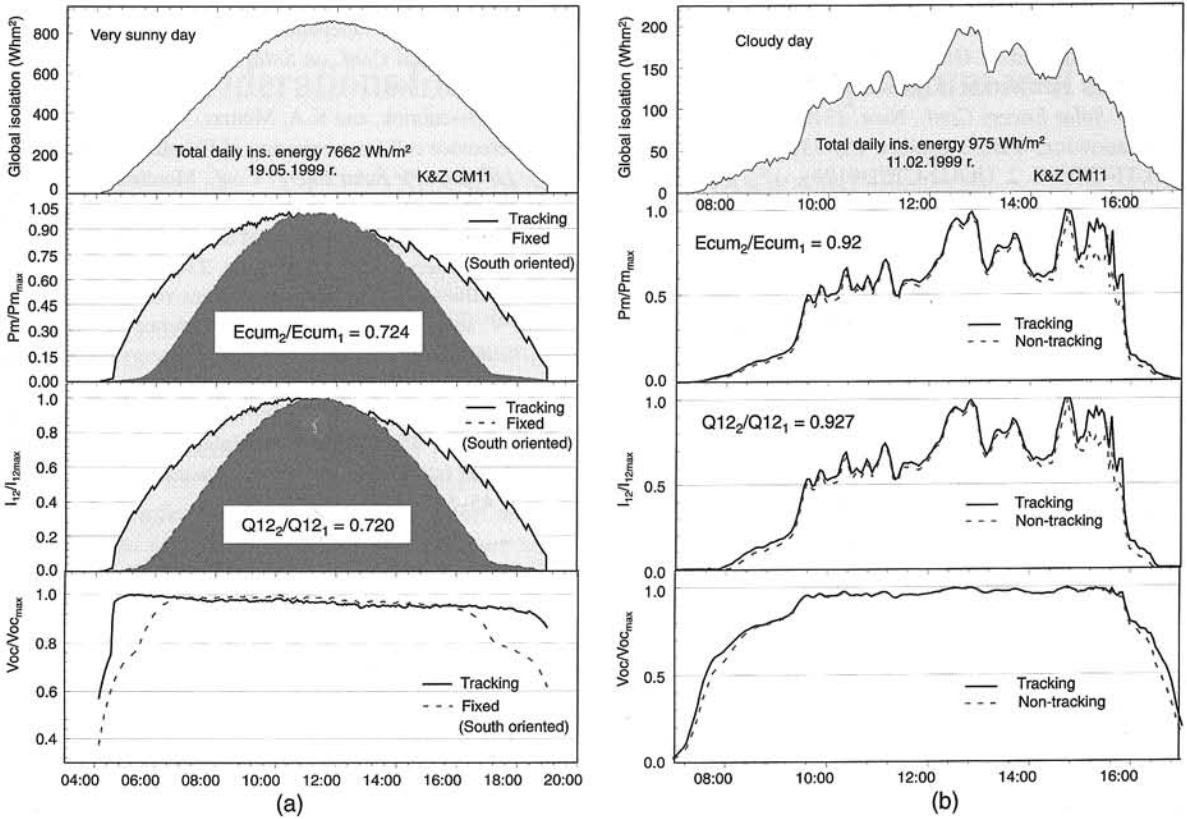 Very sunny day
Global isolation (Whm²)
800
600
400
200
0
Total daily ins. energy 7662 Wh/m²
19.05.1999 r.
K&Z CM11
Pm/Pm_max
1.05
0.90
0.75
0.60
0.45
0.30
0.15
0.00
Tracking
Fixed
(South oriented)
Ecum₂/Ecum₁ = 0.724
I₁₂/I₁₂max
1.0
0.8
0.6
0.4
0.2
0.0
Tracking
Fixed
(South oriented)
Q12₂/Q12₁ = 0.720
Voc/Voc_max
1.0
0.8
0.6
0.4
Tracking
Fixed
(South oriented)
04:00 06:00 08:00 10:00 12:00 14:00 16:00 18:00 20:00
(a)
Cloudy day
Global isolation (Whm²)
200
150
100
50
0
Total daily ins. energy 975 Wh/m²
11.02.1999 r.
K&Z CM11
08:00 10:00 12:00 14:00 16:00
Pm/Pm_max
1.0
0.5
0.0
Ecum₂/Ecum₁ = 0.92
Tracking
Non-tracking
I₁₂/I₁₂max
1.0
0.5
0.0
Q12₂/Q12₁ = 0.927
Tracking
Non-tracking
Voc/Voc_max
1.0
0.5
0.0
Tracking
Non-tracking
08:00 10:00 12:00 14:00 16:00
(b)